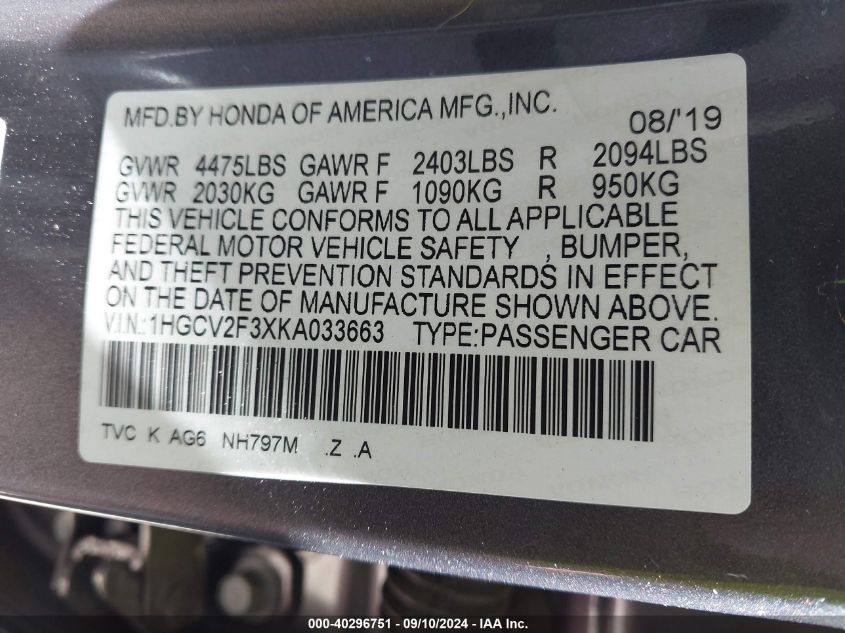 MFD.BY HONDA OF AMERICA MFG.,INC. 08/'19
GVWR 4475LBS GAWR F 2403LBS R 2094LBS
GVWR 2030KG GAWR F 1090KG R 950KG
THIS VEHICLE CONFORMS TO ALL APPLICABLE
FEDERAL MOTOR VEHICLE SAFETY , BUMPER,
AND THEFT PREVENTION STANDARDS IN EFFECT
ON THE DATE OF MANUFACTURE SHOWN ABOVE.
V.I.N.:1HGCV2F3XKA033663 TYPE:PASSENGER CAR
TVC K AG6 NH797M .Z .A
000-40296751 — 09/10/2024 — IAAI.com